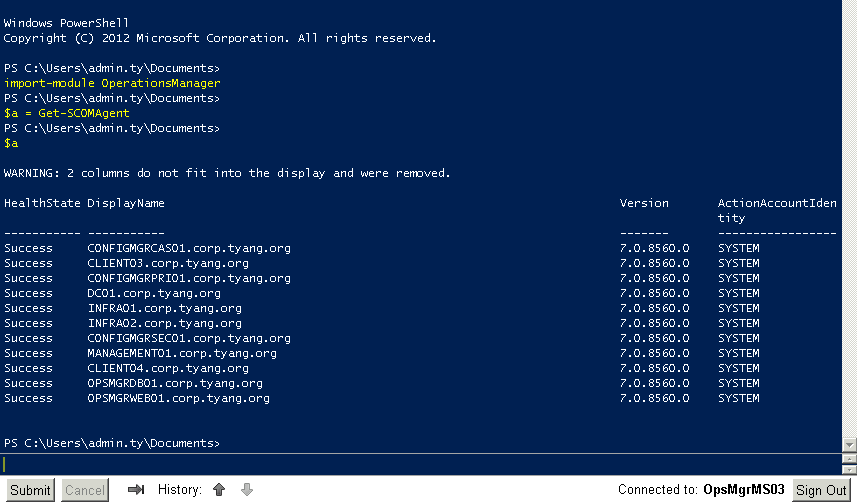 Windows PowerShell
Copyright (C) 2012 Microsoft Corporation. All rights reserved.
PS C:\Users\admin.ty\Documents>
import-module OperationsManager
PS C:\Users\admin.ty\Documents>
$a = Get-SCOMAgent
PS C:\Users\admin.ty\Documents>
$a
WARNING: 2 columns do not fit into the display and were removed.
HealthState DisplayName Version ActionAccountIden
tity
----------- ----------- ------- -----------------
Success CONFIGMGRCAS01.corp.tyang.org 7.0.8560.0 SYSTEM
Success CLIENT03.corp.tyang.org 7.0.8560.0 SYSTEM
Success CONFIGMGRPRI01.corp.tyang.org 7.0.8560.0 SYSTEM
Success DC01.corp.tyang.org 7.0.8560.0 SYSTEM
Success INFRA01.corp.tyang.org 7.0.8560.0 SYSTEM
Success INFRA02.corp.tyang.org 7.0.8560.0 SYSTEM
Success CONFIGMGRSEC01.corp.tyang.org 7.0.8560.0 SYSTEM
Success MANAGEMENT01.corp.tyang.org 7.0.8560.0 SYSTEM
Success CLIENT04.corp.tyang.org 7.0.8560.0 SYSTEM
Success OPSMGRDB01.corp.tyang.org 7.0.8560.0 SYSTEM
Success OPSMGRWEB01.corp.tyang.org 7.0.8560.0 SYSTEM
PS C:\Users\admin.ty\Documents>
Submit Cancel History: Connected to: OpsMgrMS03 Sign Out